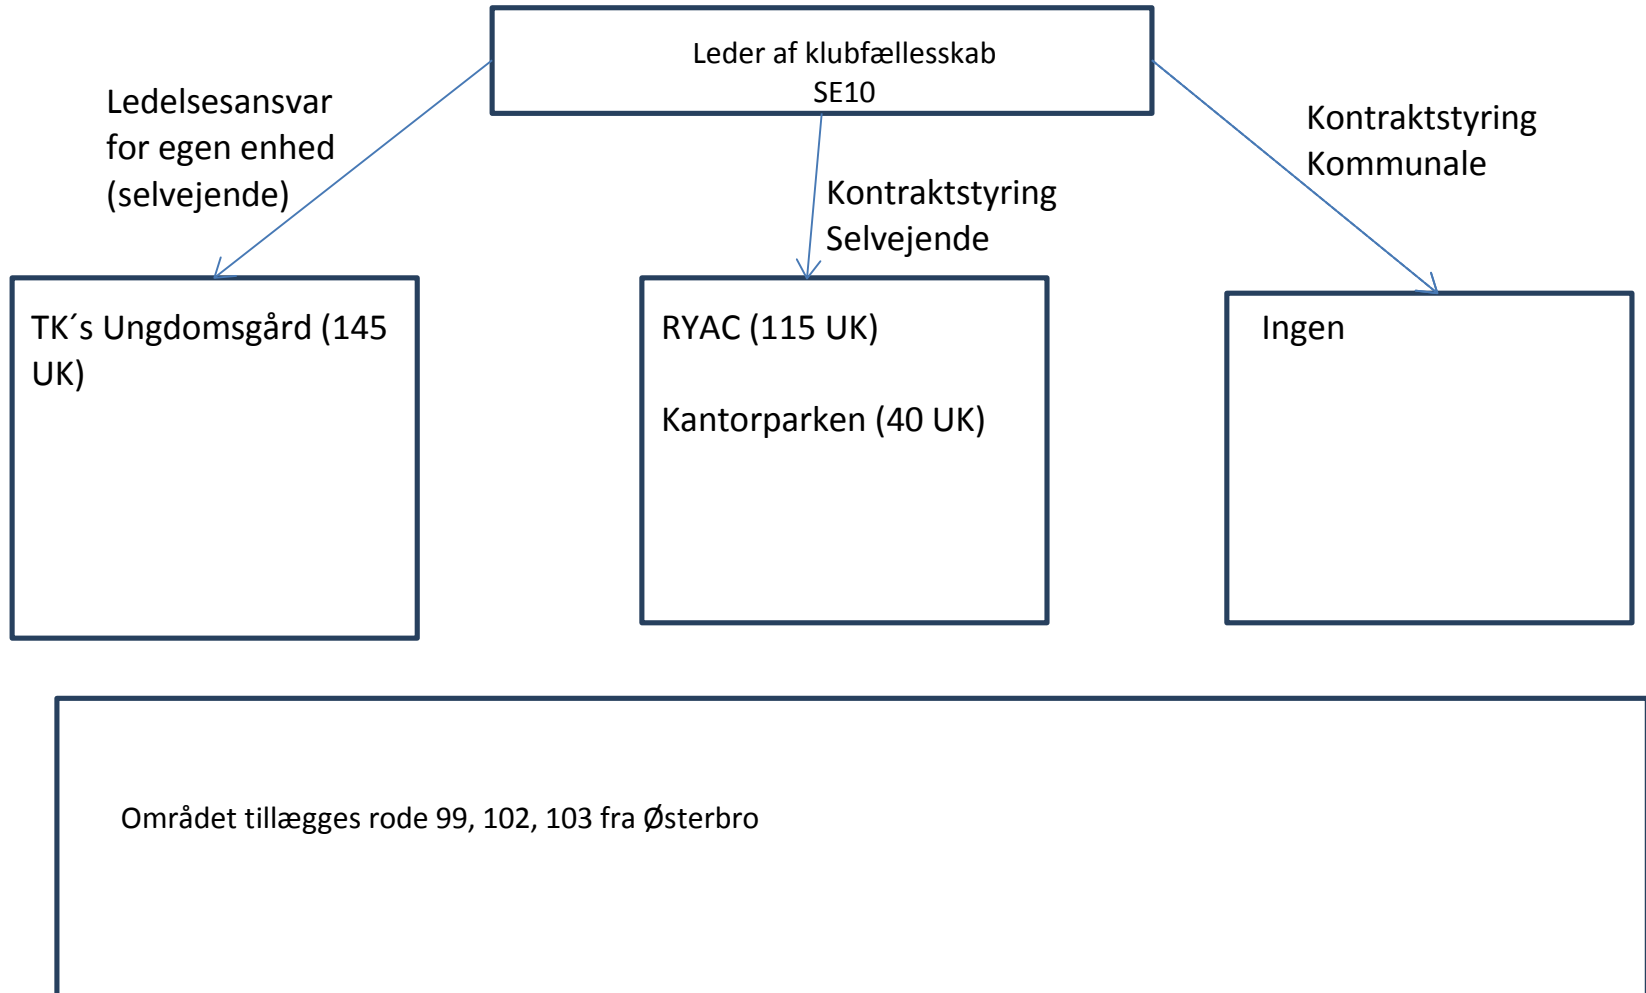 Leder af klubfællesskab
SE10
Ledelsesansvar
for egen enhed
(selvejende)
Kontraktstyring
Selvejende
Kontraktstyring
Kommunale
TK´s Ungdomsgård (145
UK)
RYAC (115 UK)
Kantorparken (40 UK)
Ingen
Området tillægges rode 99, 102, 103 fra Østerbro